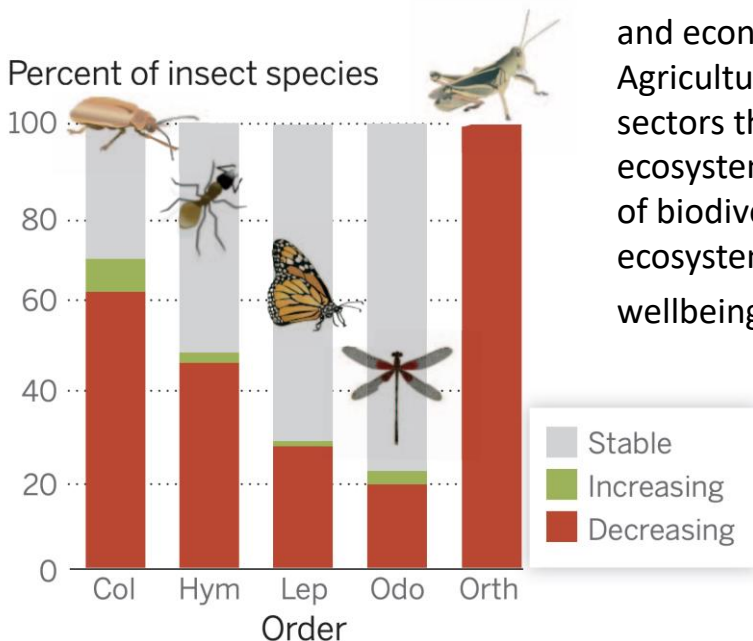 Percent of insect species
100
80
60
40
20
0
Col Hym Lep Odo Orth
Order
Stable
Increasing
Decreasing
and econ
Agricultu
sectors th
ecosyster
of biodive
ecosyster
wellbeing